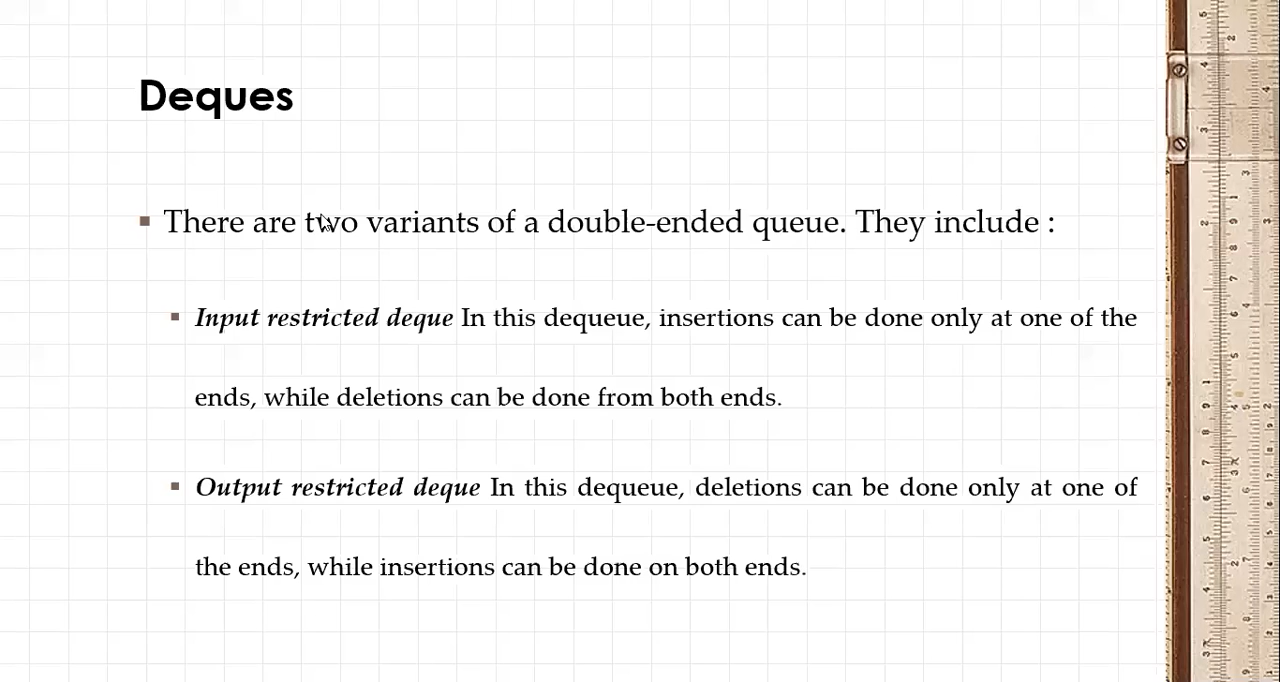 Deques
There are two variants of a double-ended queue. They include :
Input restricted deque In this dequeue, insertions can be done only at one of the
ends, while deletions can be done from both ends.
Output restricted deque In this dequeue, deletions can be done only at one of
the ends, while insertions can be done on both ends.